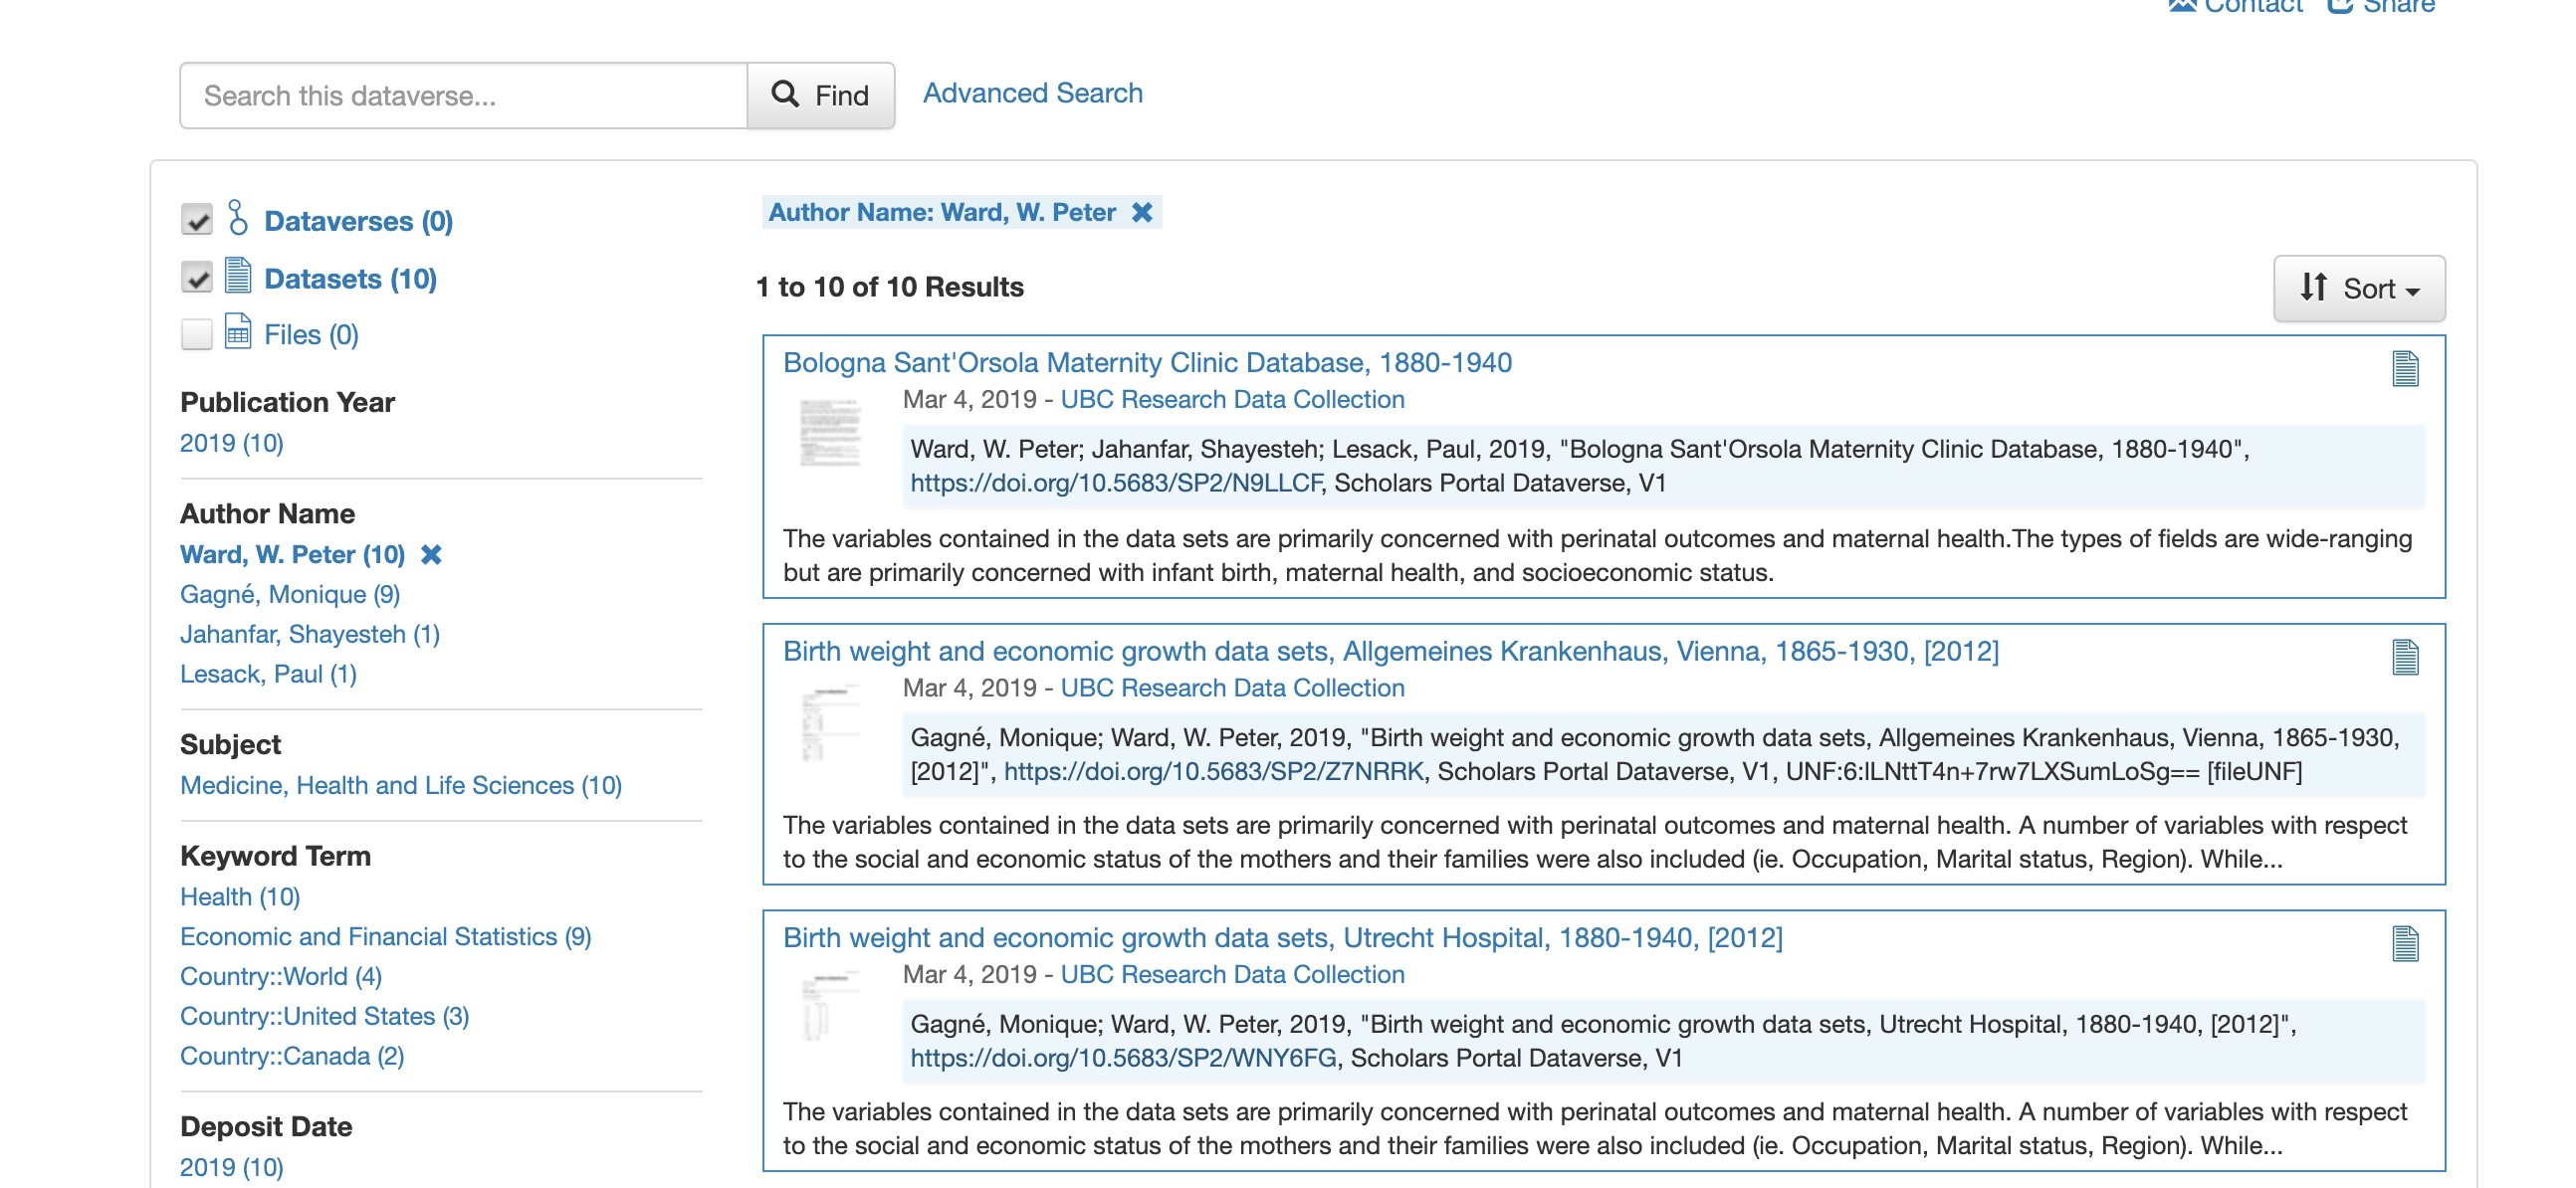 Contact Share
Search this dataverse...
Find
Advanced Search
Dataverses (0)
Datasets (10)
Files (0)
Publication Year
2019 (10)
Author Name
Ward, W. Peter (10)
Gagné, Monique (9)
Jahanfar, Shayesteh (1)
Lesack, Paul (1)
Subject
Medicine, Health and Life Sciences (10)
Keyword Term
Health (10)
Economic and Financial Statistics (9)
Country::World (4)
Country::United States (3)
Country::Canada (2)
Deposit Date
2019 (10)
Author Name: Ward, W. Peter
1 to 10 of 10 Results
Sort
Bologna Sant'Orsola Maternity Clinic Database, 1880-1940
Mar 4, 2019 - UBC Research Data Collection
Ward, W. Peter; Jahanfar, Shayesteh; Lesack, Paul, 2019, "Bologna Sant'Orsola Maternity Clinic Database, 1880-1940",
https://doi.org/10.5683/SP2/N9LLCF, Scholars Portal Dataverse, V1
The variables contained in the data sets are primarily concerned with perinatal outcomes and maternal health.The types of fields are wide-ranging
but are primarily concerned with infant birth, maternal health, and socioeconomic status.
Birth weight and economic growth data sets, Allgemeines Krankenhaus, Vienna, 1865-1930, [2012]
Mar 4, 2019 - UBC Research Data Collection
Gagné, Monique; Ward, W. Peter, 2019, "Birth weight and economic growth data sets, Allgemeines Krankenhaus, Vienna, 1865-1930,
[2012]", https://doi.org/10.5683/SP2/Z7NRRK, Scholars Portal Dataverse, V1, UNF:6:lLNttT4n+7rw7LXSumLoSg== [fileUNF]
The variables contained in the data sets are primarily concerned with perinatal outcomes and maternal health. A number of variables with respect
to the social and economic status of the mothers and their families were also included (ie. Occupation, Marital status, Region). While...
Birth weight and economic growth data sets, Utrecht Hospital, 1880-1940, [2012]
Mar 4, 2019 - UBC Research Data Collection
Gagné, Monique; Ward, W. Peter, 2019, "Birth weight and economic growth data sets, Utrecht Hospital, 1880-1940, [2012]",
https://doi.org/10.5683/SP2/WNY6FG, Scholars Portal Dataverse, V1
The variables contained in the data sets are primarily concerned with perinatal outcomes and maternal health. A number of variables with respect
to the social and economic status of the mothers and their families were also included (ie. Occupation, Marital status, Region). While...